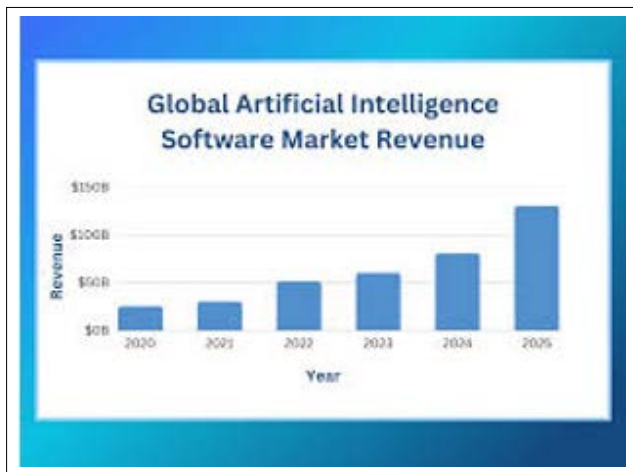 Global Artificial Intelligence
Software Market Revenue
$150B
$100B
$50B
$0B
Revenue
2020 2021 2022 2023 2024 2025
Year